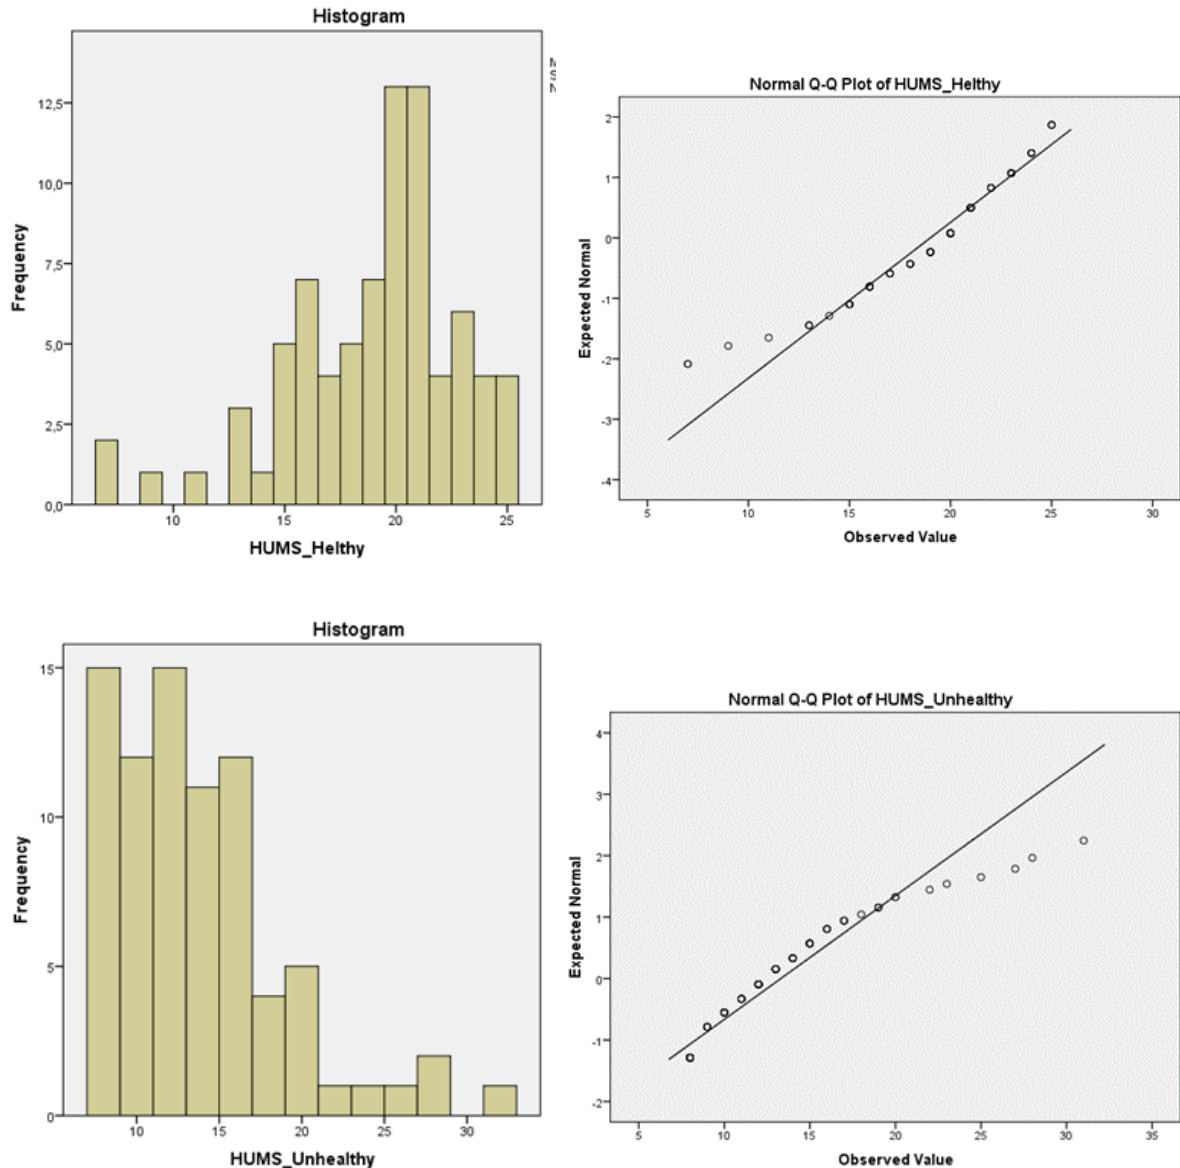 Histogram
12,5
10,0
7,5
5,0
2,5
0,0
10 15 20 25
Frequency
HUMS_Helthy
Normal Q-Q Plot of HUMS_Helthy
2
1
0
-1
-2
-3
-4
5 10 15 20 25 30
Expected Normal
Observed Value
Histogram
15
10
5
0
10 15 20 25 30
Frequency
HUMS_Unhealthy
Normal Q-Q Plot of HUMS_Unhealthy
4
3
2
1
0
-1
-2
5 10 15 20 25 30 35
Expected Normal
Observed Value